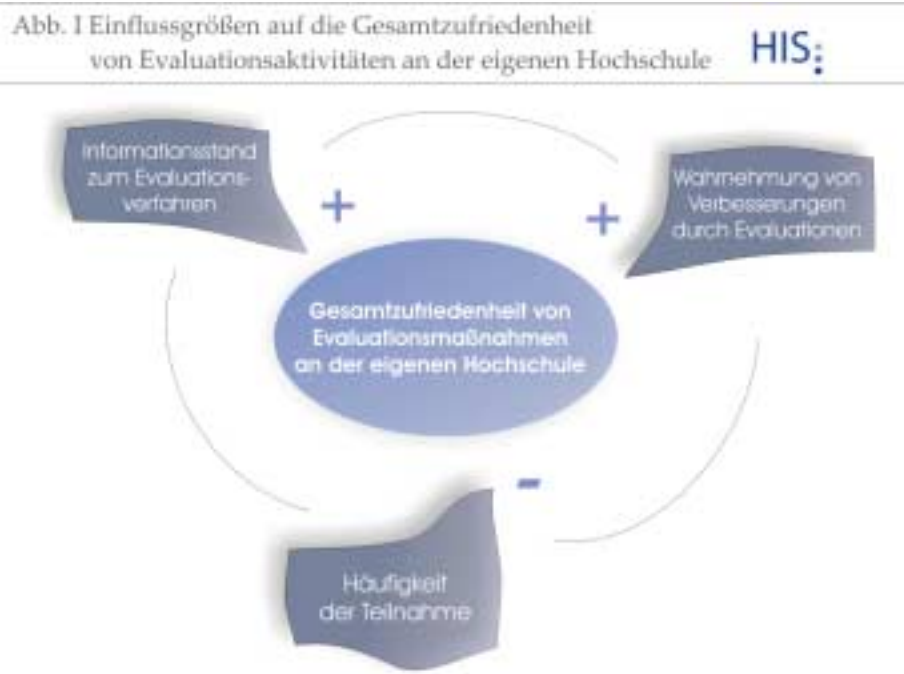 Abb. I Einflussgrößen auf die Gesamtzufriedenheit
von Evaluationsaktivitäten an der eigenen Hochschule
HIS:
Informationsstand
zum Evaluations-
verfahren
+
+
Wahrnehmung von
Verbesserungen
durch Evaluationen
Gesamtzufriedenheit von
Evaluationsmaßnahmen
an der eigenen Hochschule
-
Häufigkeit
der Teilnahme